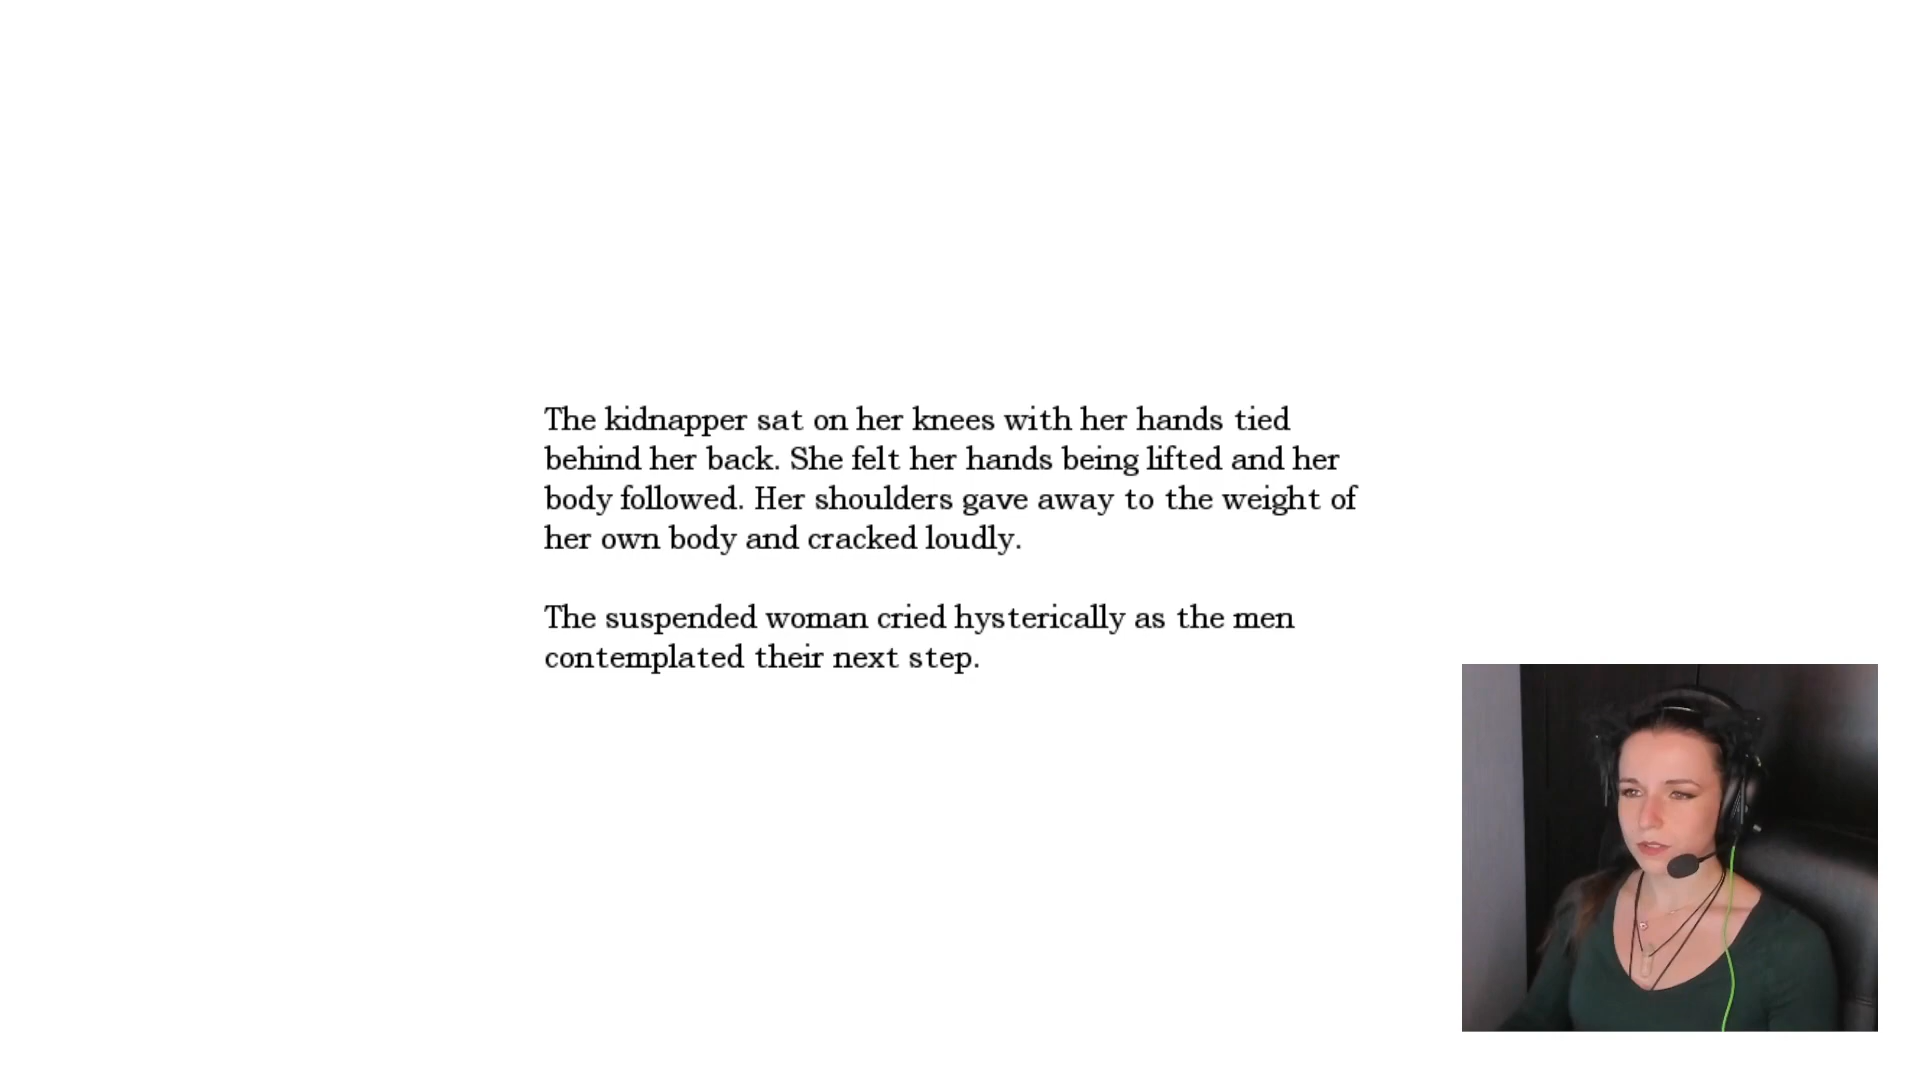 The kidnapper sat on her knees with her hands tied
behind her back. She felt her hands being lifted and her
body followed. Her shoulders gave away to the weight of
her own body and cracked loudly.
The suspended woman cried hysterically as the men
contemplated their next step.